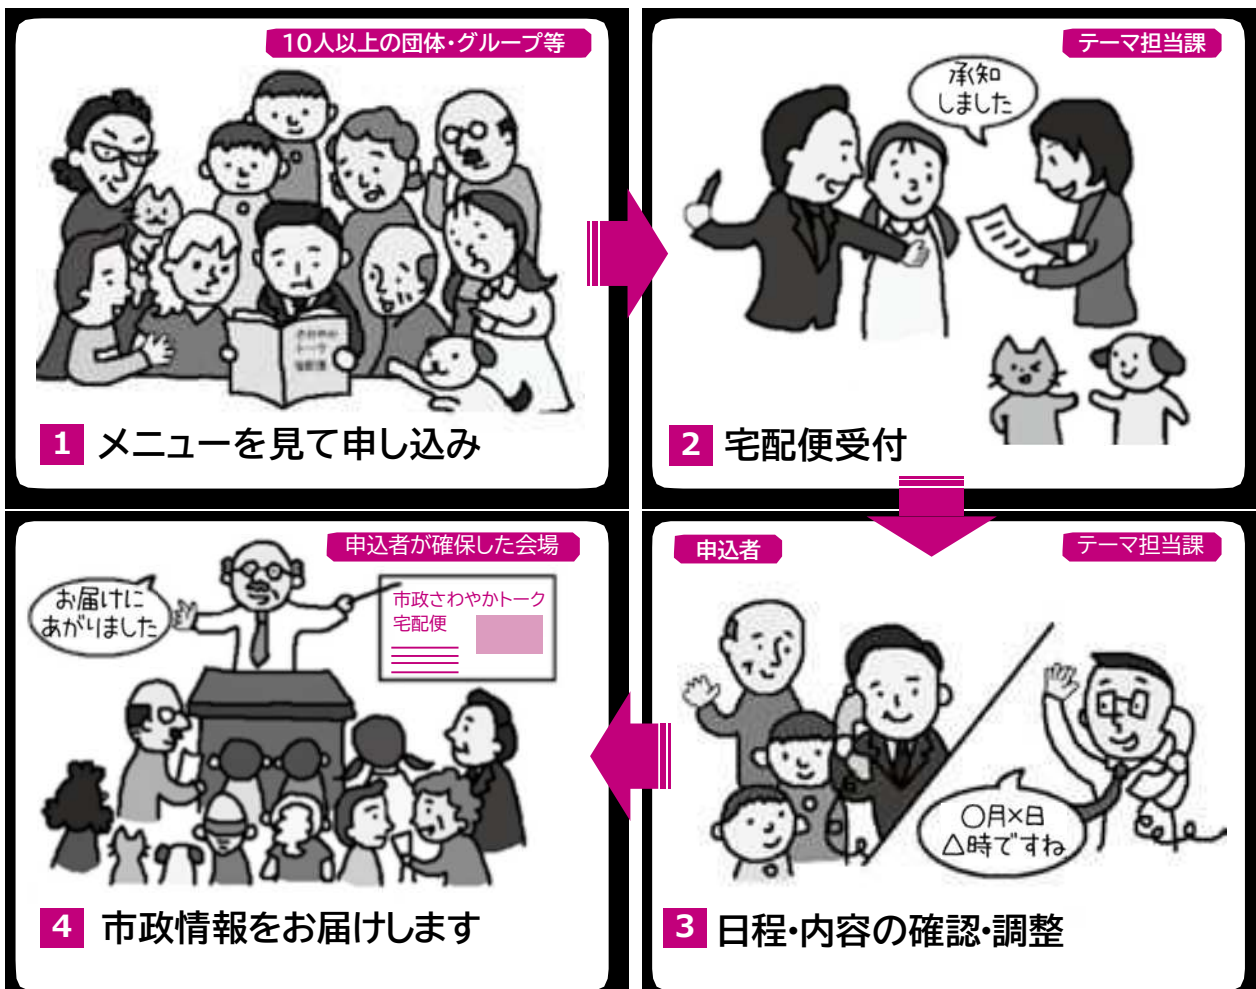 10人以上の団体・グループ等
1 メニューを見て申し込み
テーマ担当課
承知
しました
2 宅配便受付
申込者
テーマ担当課
〇月×日
△時ですね
3 日程・内容の確認・調整
申込者が確保した会場
お届けに
あがりました
市政さわやかトーク
宅配便
4 市政情報をお届けします